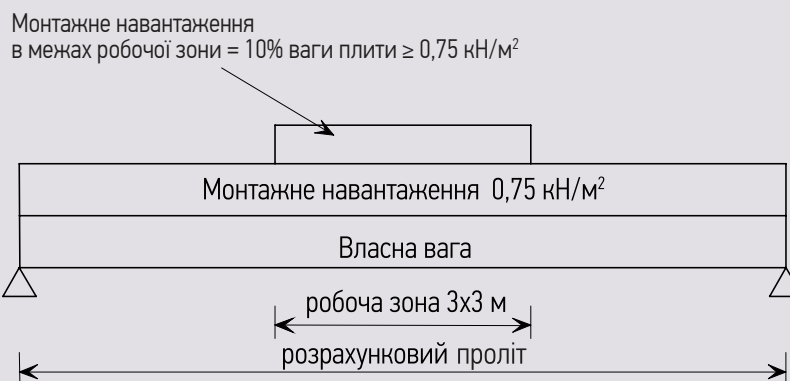 Монтажне навантаження
в межах робочої зони = 10% ваги плити ≥ 0,75 кН/м²
Монтажне навантаження 0,75 кН/м²
Власна вага
робоча зона 3х3 м
розрахунковий проліт